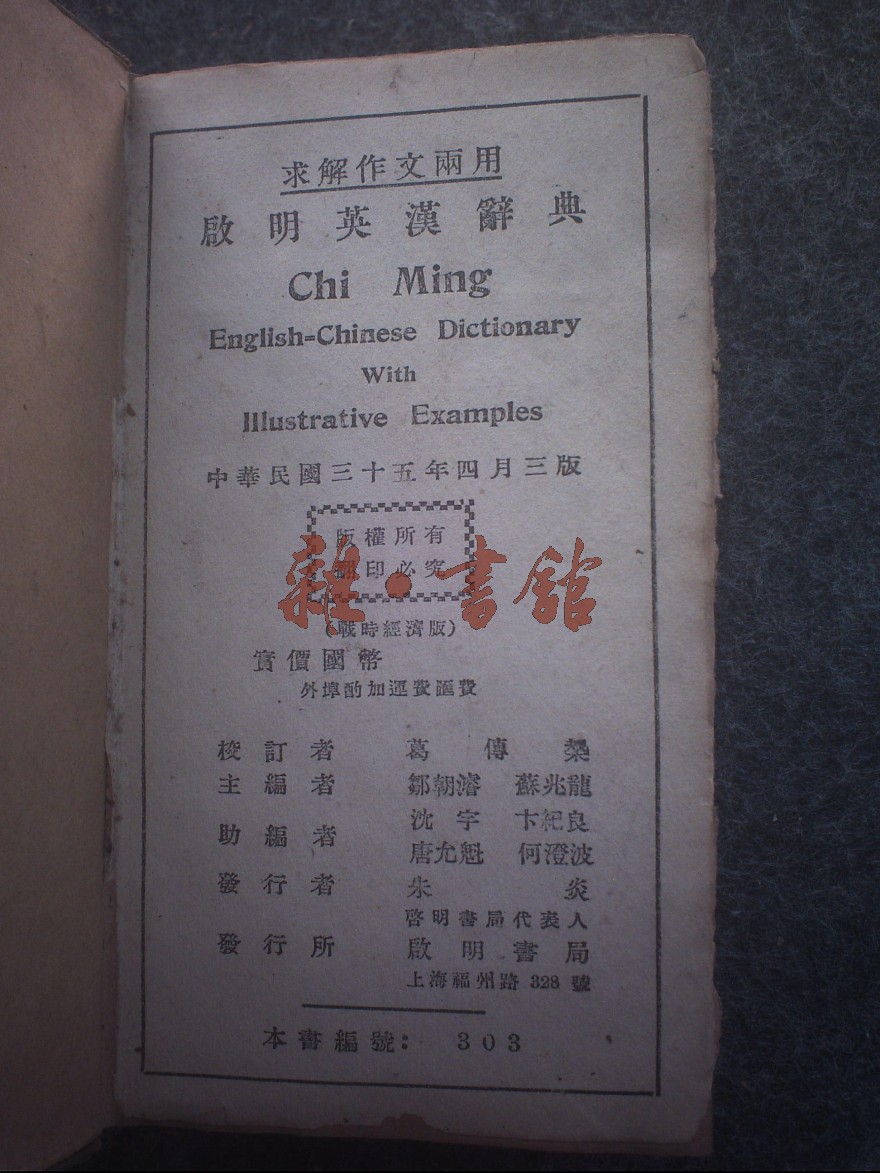 求解作文兩用
啟明英漢辭典
Chi Ming
English=Chinese Dictionary
With
Illustrative Examples
中華民國三十五年四月三版
版權所有
翻印必究
雜·書館
(戰時經濟版)
實價國幣
外埠酌加運費匯費
校訂者 葛傳槼
主編者 鄒朝濬 蘇兆龍
助編者 沈宇 卞紀良
唐允魁 何澄波
發行者 朱炎
啓明書局代表人
發行所 啟明書局
上海福州路 328 號
本書編號: 303